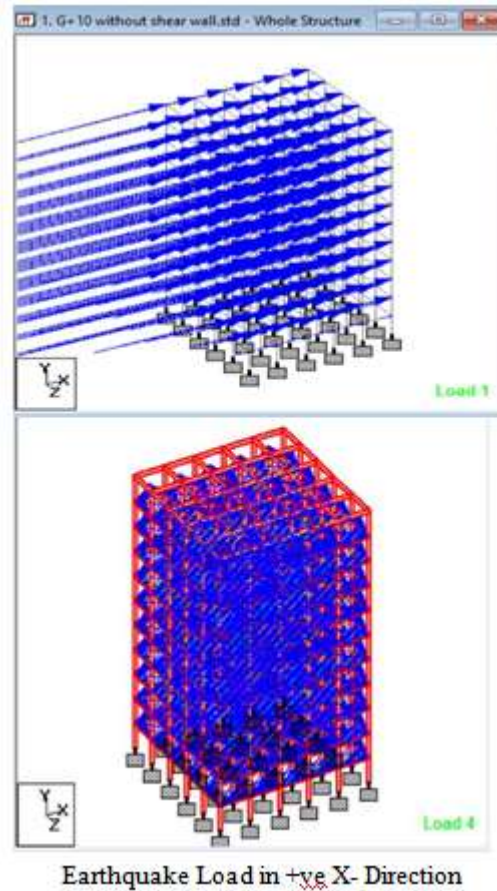 1. G+10 without shear wall.std - Whole Structure
Y
X
Z
Load 1
Y
X
Z
Load 4
Earthquake Load in +ve X- Direction